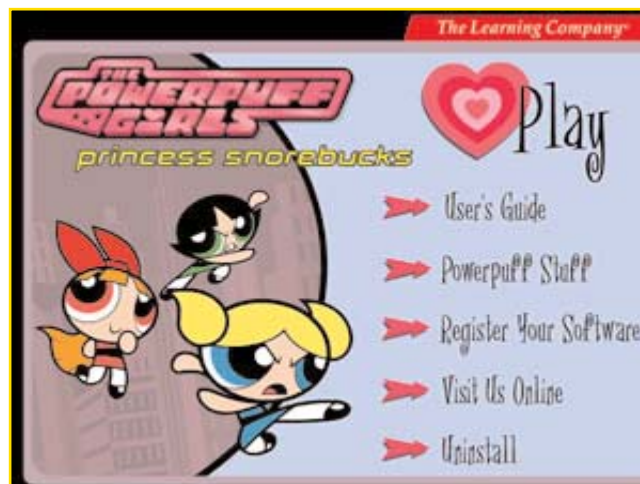 The Learning Company®
THE
POWERPUFF
GIRLS
princess snorebucks
Play
User's Guide
Powerpuff Stuff
Register Your Software
Visit Us Online
Uninstall